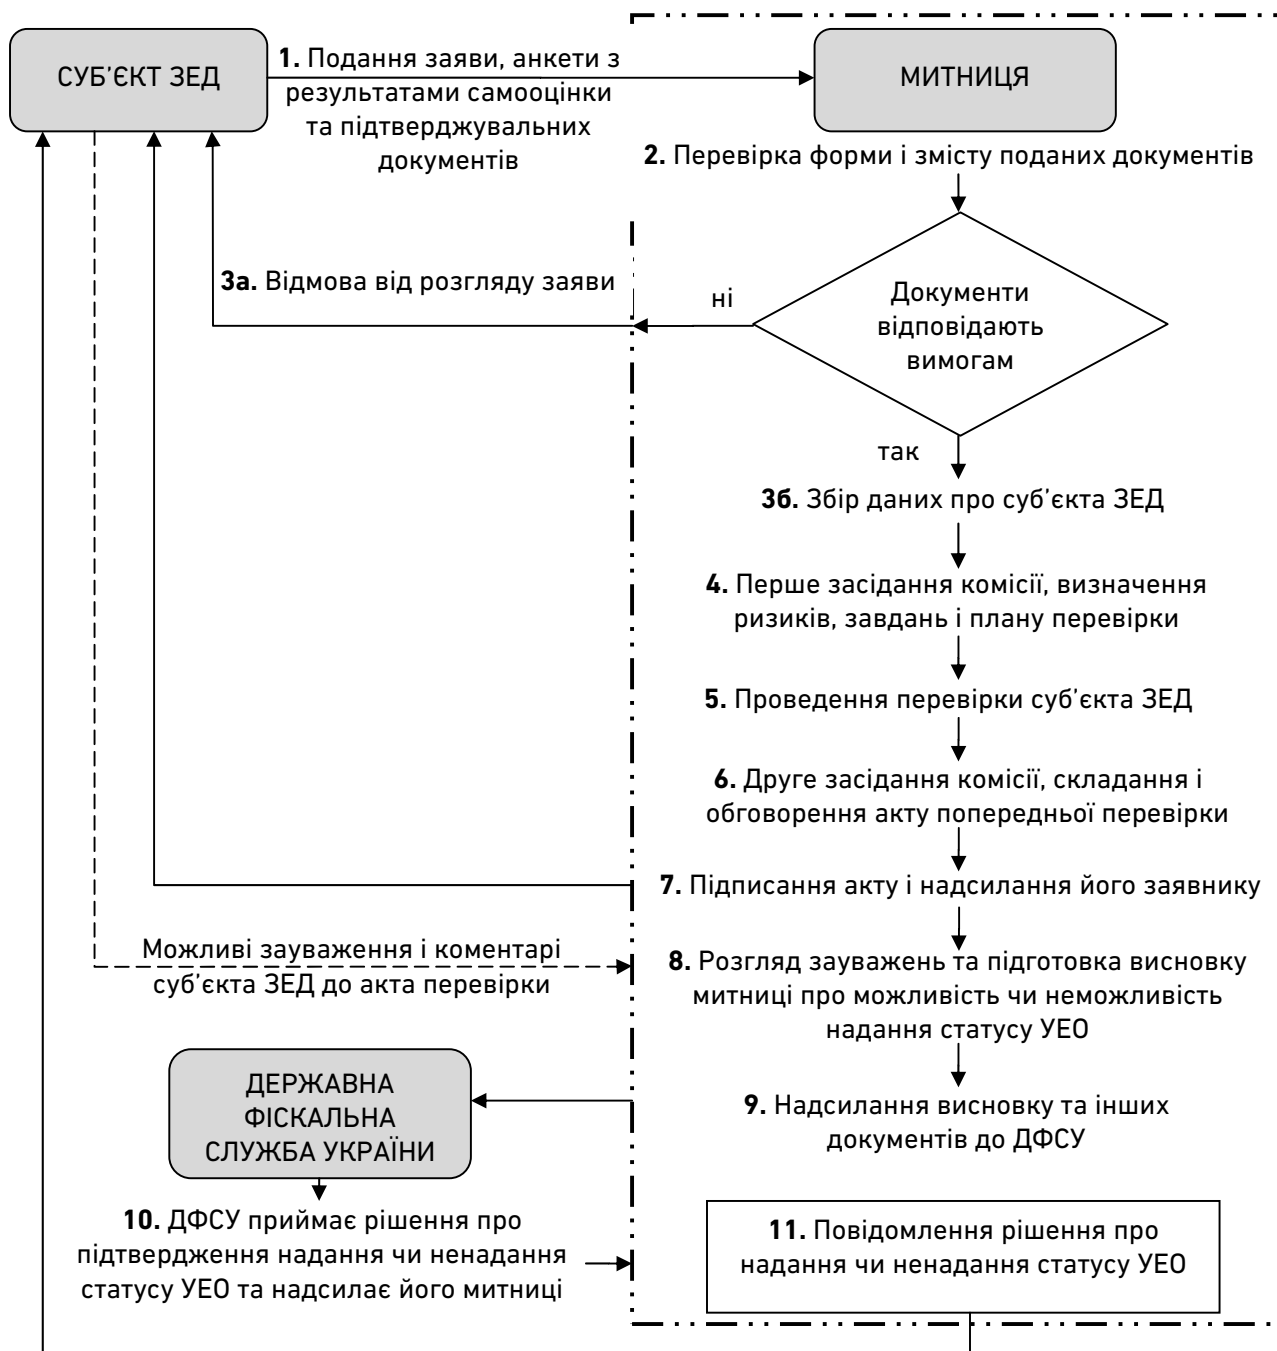 СУБ’ЄКТ ЗЕД
1. Подання заяви, анкети з
результатами самооцінки
та підтверджувальних
документів
МИТНИЦЯ
2. Перевірка форми і змісту поданих документів
3а. Відмова від розгляду заяви
ні
Документи
відповідають
вимогам
так
3б. Збір даних про суб’єкта ЗЕД
4. Перше засідання комісії, визначення
ризиків, завдань і плану перевірки
5. Проведення перевірки суб’єкта ЗЕД
6. Друге засідання комісії, складання і
обговорення акту попередньої перевірки
7. Підписання акту і надсилання його заявнику
Можливі зауваження і коментарі
суб’єкта ЗЕД до акта перевірки
8. Розгляд зауважень та підготовка висновку
митниці про можливість чи неможливість
надання статусу УЕО
ДЕРЖАВНА
ФІСКАЛЬНА
СЛУЖБА УКРАЇНИ
9. Надсилання висновку та інших
документів до ДФСУ
10. ДФСУ приймає рішення про
підтвердження надання чи ненадання
статусу УЕО та надсилає його митниці
11. Повідомлення рішення про
надання чи ненадання статусу УЕО